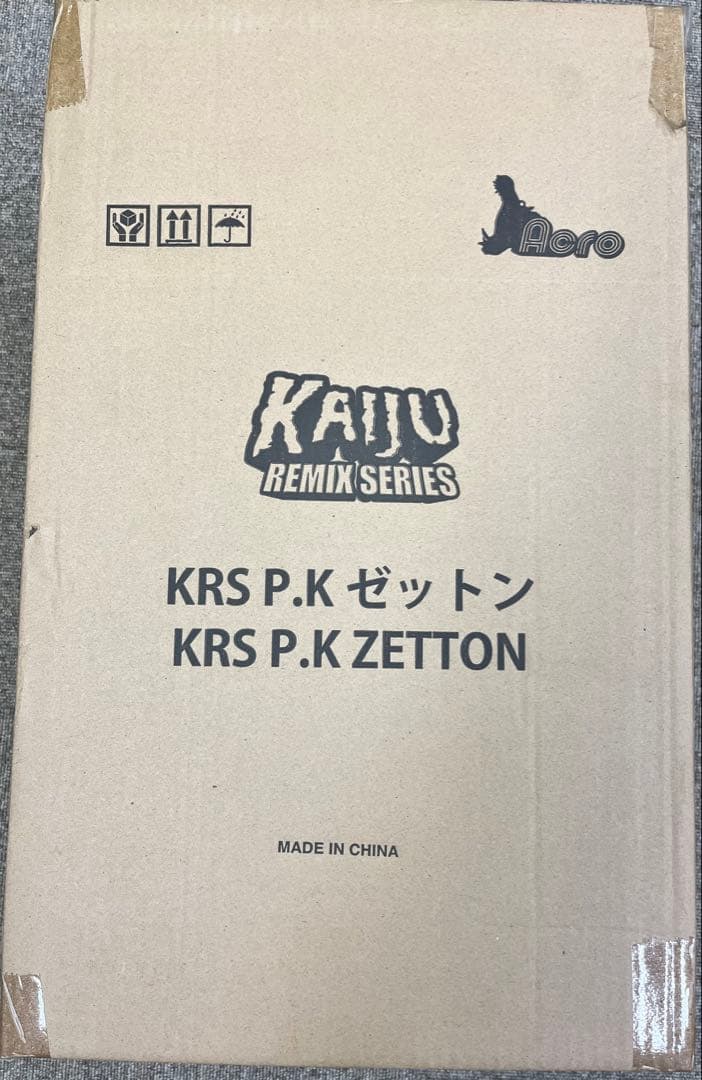 Acro
KAIJU
REMIX SERIES
KRS P.K ゼットン
KRS P.K ZETTON
MADE IN CHINA